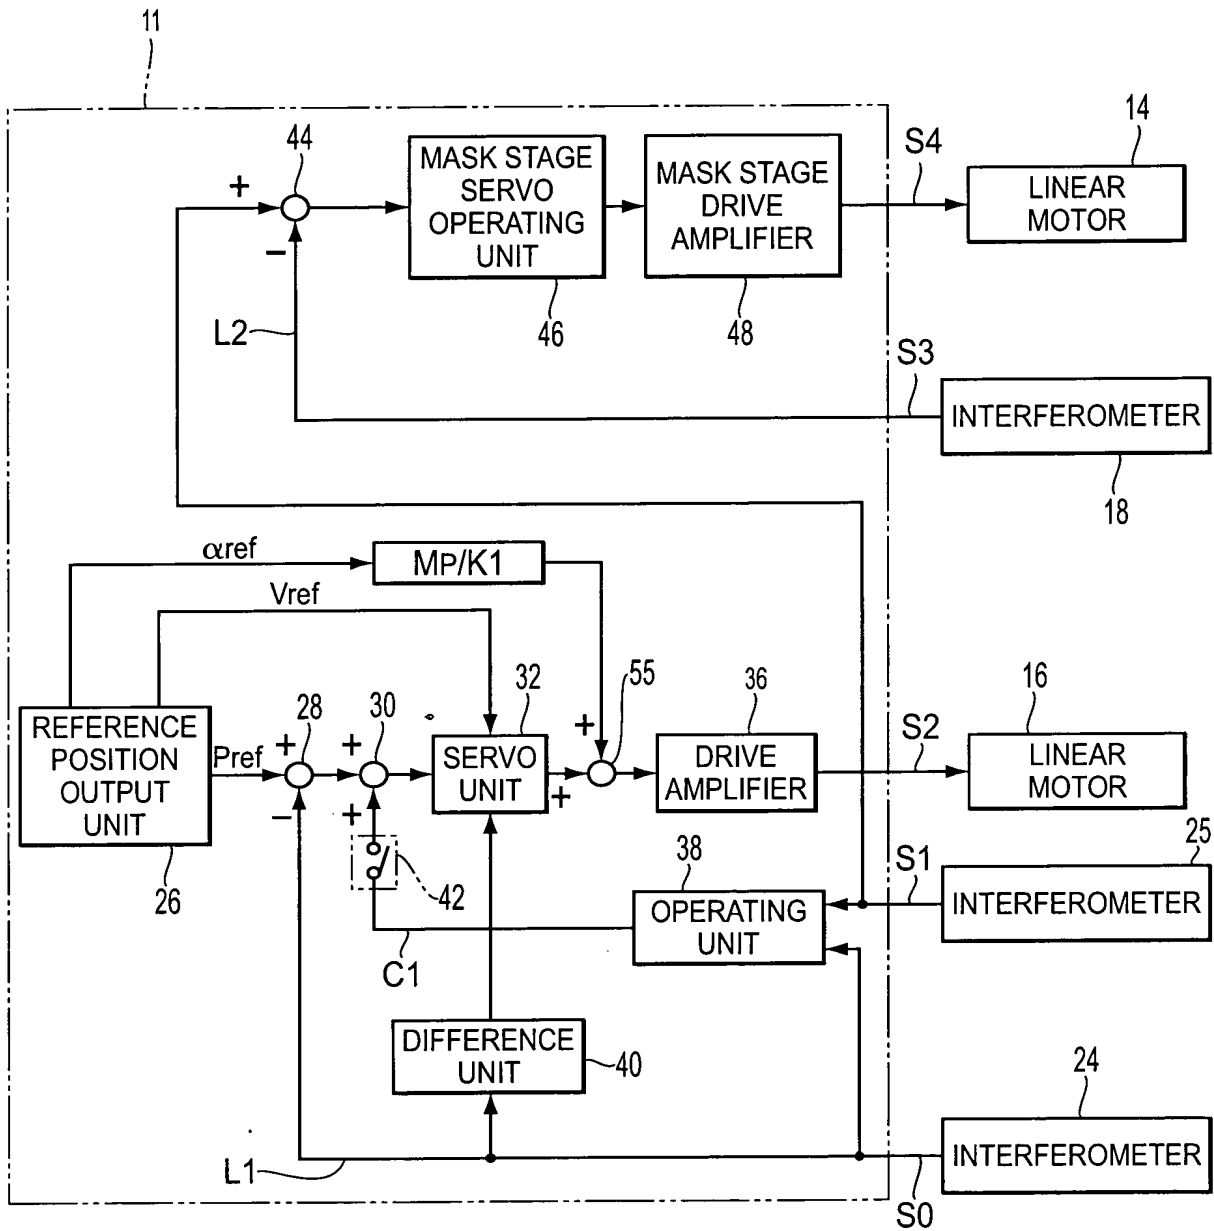 11
44
+
−
MASK STAGE
SERVO
OPERATING
UNIT
46
MASK STAGE
DRIVE
AMPLIFIER
48
S4
14
LINEAR
MOTOR
L2
S3
INTERFEROMETER
18
αref
MP/K1
Vref
REFERENCE
POSITION
OUTPUT
UNIT
26
Pref
+
28
−
+
30
+
42
32
SERVO
UNIT
+
+
55
36
DRIVE
AMPLIFIER
S2
16
LINEAR
MOTOR
38
OPERATING
UNIT
S1
25
INTERFEROMETER
C1
DIFFERENCE
UNIT
40
24
INTERFEROMETER
L1
S0